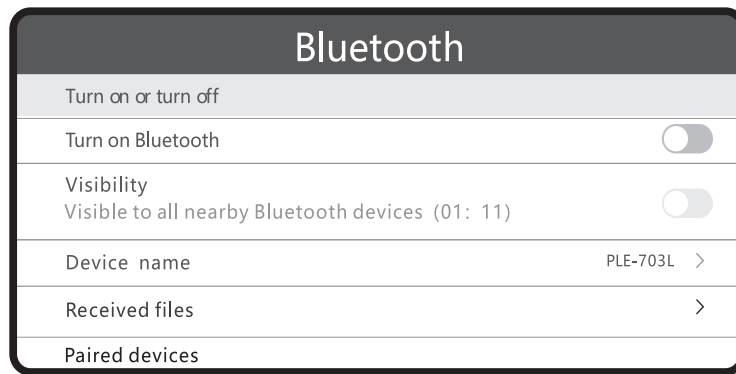 Bluetooth
Turn on or turn off
Turn on Bluetooth
Visibility
Visible to all nearby Bluetooth devices (01: 11)
Device name PLE-703L >
Received files >
Paired devices